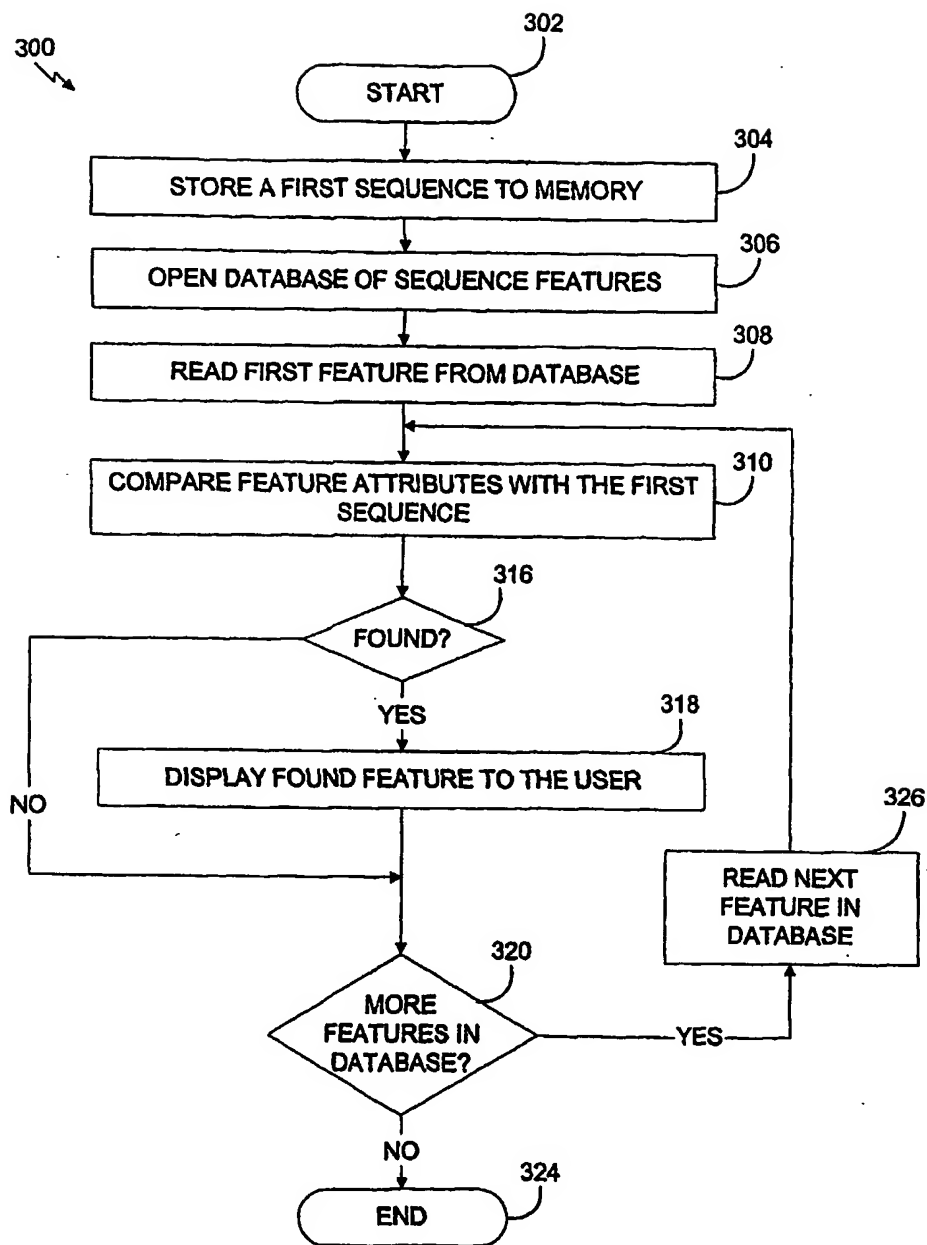 302
300
START
304
STORE A FIRST SEQUENCE TO MEMORY
306
OPEN DATABASE OF SEQUENCE FEATURES
308
READ FIRST FEATURE FROM DATABASE
310
COMPARE FEATURE ATTRIBUTES WITH THE FIRST
SEQUENCE
316
FOUND?
YES
318
DISPLAY FOUND FEATURE TO THE USER
NO
326
READ NEXT
FEATURE IN
DATABASE
320
MORE
FEATURES IN
DATABASE?
YES
NO
324
END